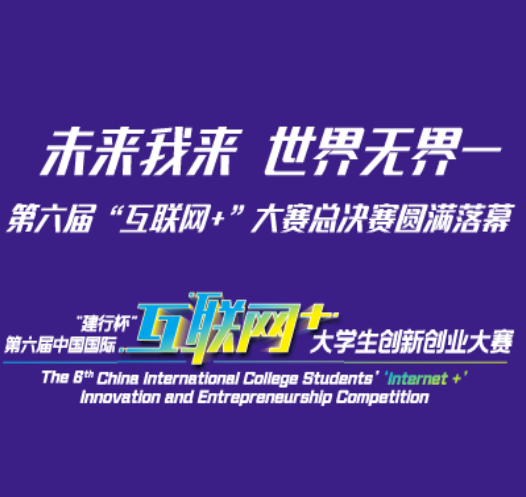 未来我来 世界无界一
第六届“互联网+”大赛总决赛圆满落幕
“建行杯”
第六届中国国际 互联网+ 大学生创新创业大赛
The 6th China International College Students' 'Internet +'
Innovation and Entrepreneurship Competition